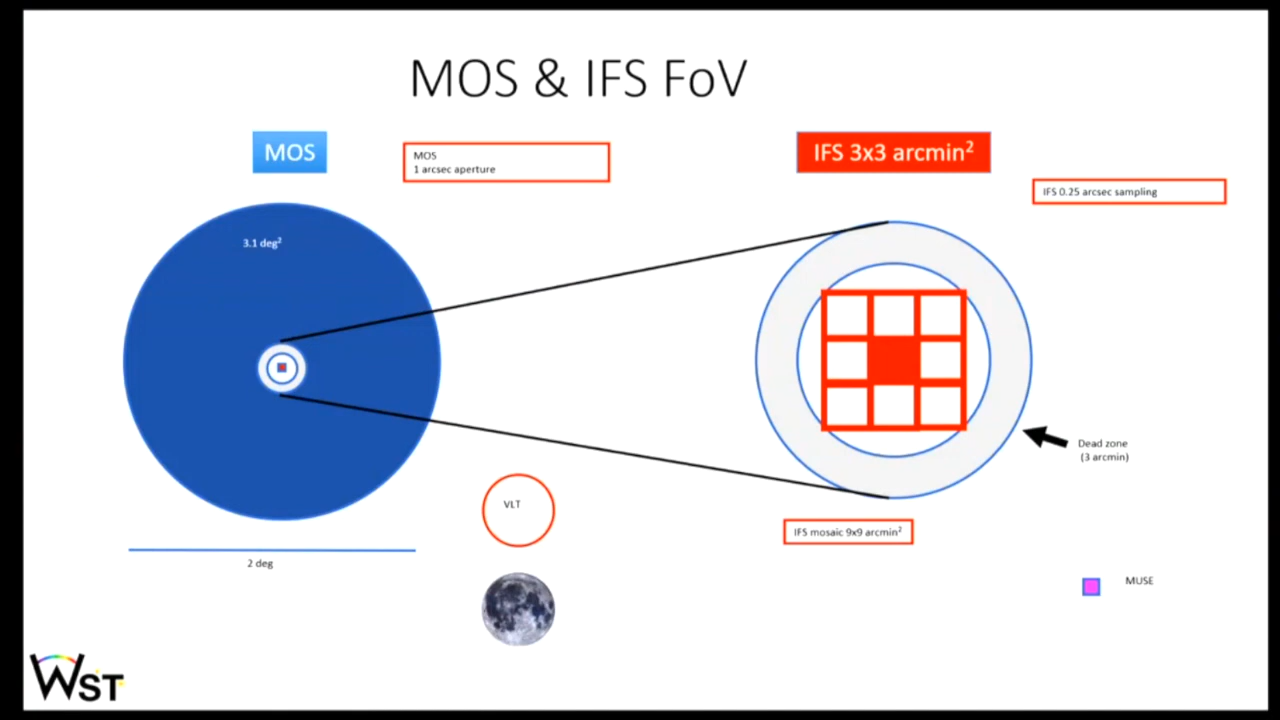 MOS & IFS FoV
MOS
MOS
1 arcsec aperture
IFS 3x3 arcmin²
IFS 0.25 arcsec sampling
3.1 deg²
Dead zone
(3 arcmin)
VLT
IFS mosaic 9x9 arcmin²
2 deg
MUSE
WST